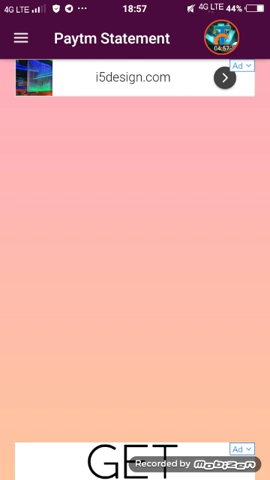 4G LTE 18:57 4G LTE 44%
Paytm Statement
04:57
Ad
i5design.com
Ad
GET
Recorded by MOBIZEN